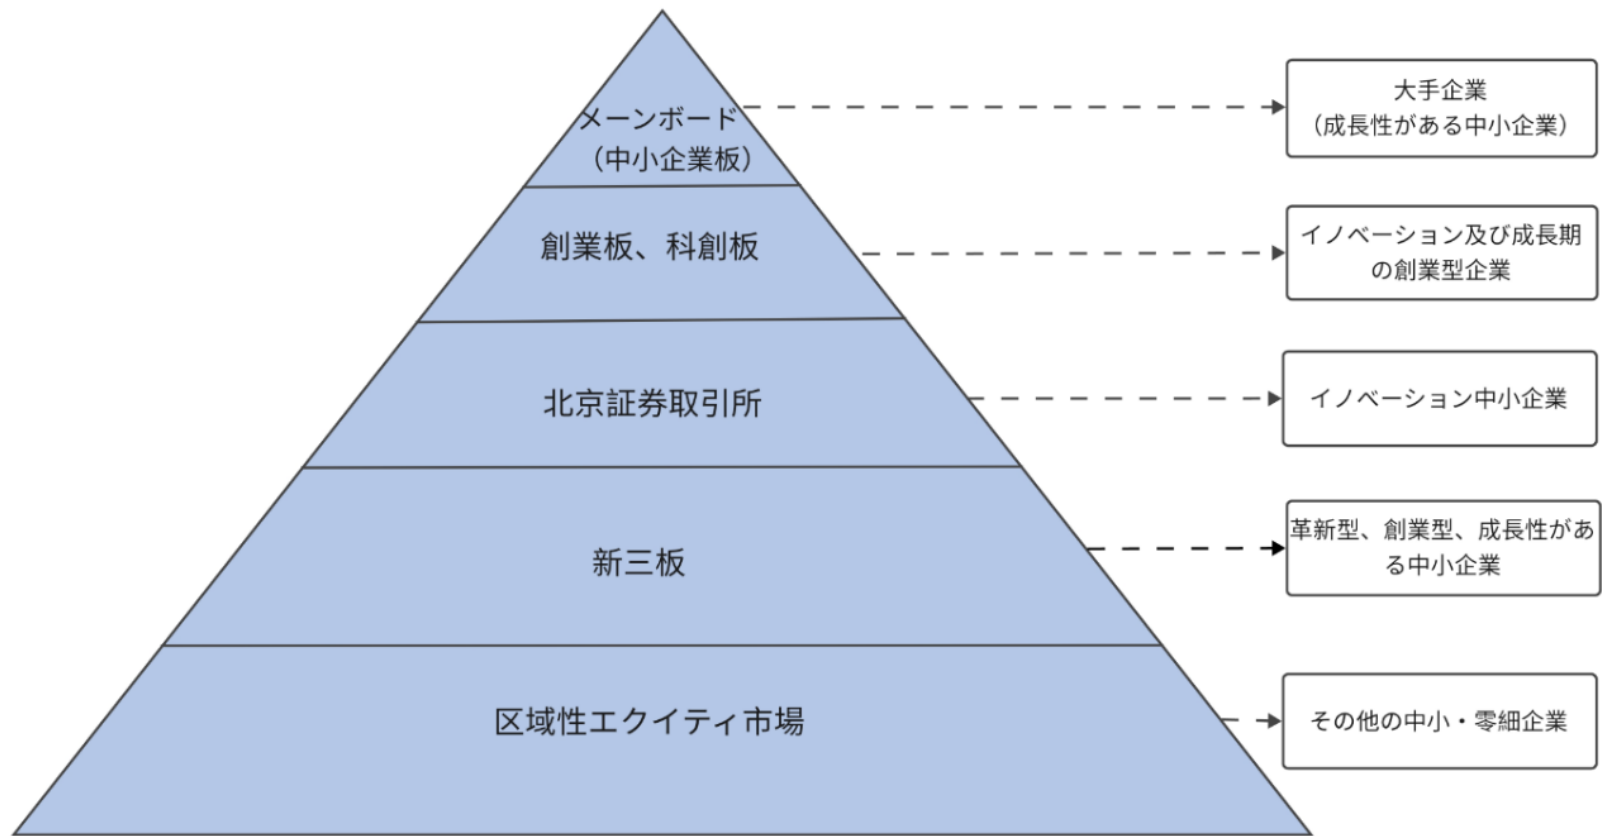 メーンボード
（中小企業板）
大手企業
（成長性がある中小企業）
創業板、科創板
イノベーション及び成長期
の創業型企業
北京証券取引所
イノベーション中小企業
新三板
革新型、創業型、成長性があ
る中小企業
区域性エクイティ市場
その他の中小・零細企業